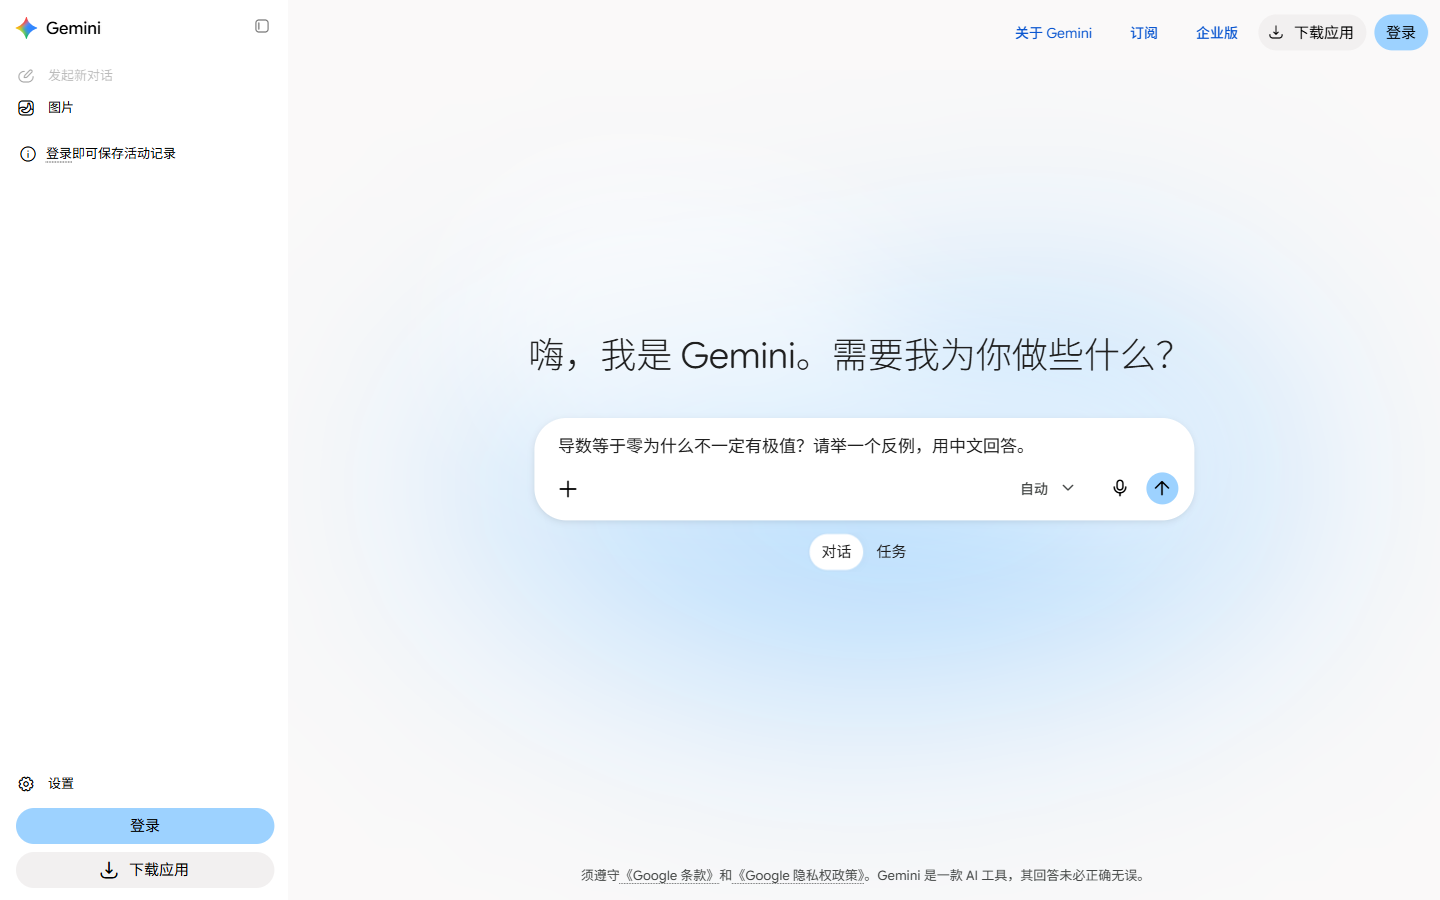 Gemini
发起新对话
图片
登录即可保存活动记录
设置
登录
下载应用
关于 Gemini
订阅
企业版
下载应用
登录
嗨，我是 Gemini。需要我为你做些什么？
导数等于零为什么不一定有极值？请举一个反例，用中文回答。
自动
对话
任务
须遵守《Google 条款》和《Google 隐私权政策》。Gemini 是一款 AI 工具，其回答未必正确无误。